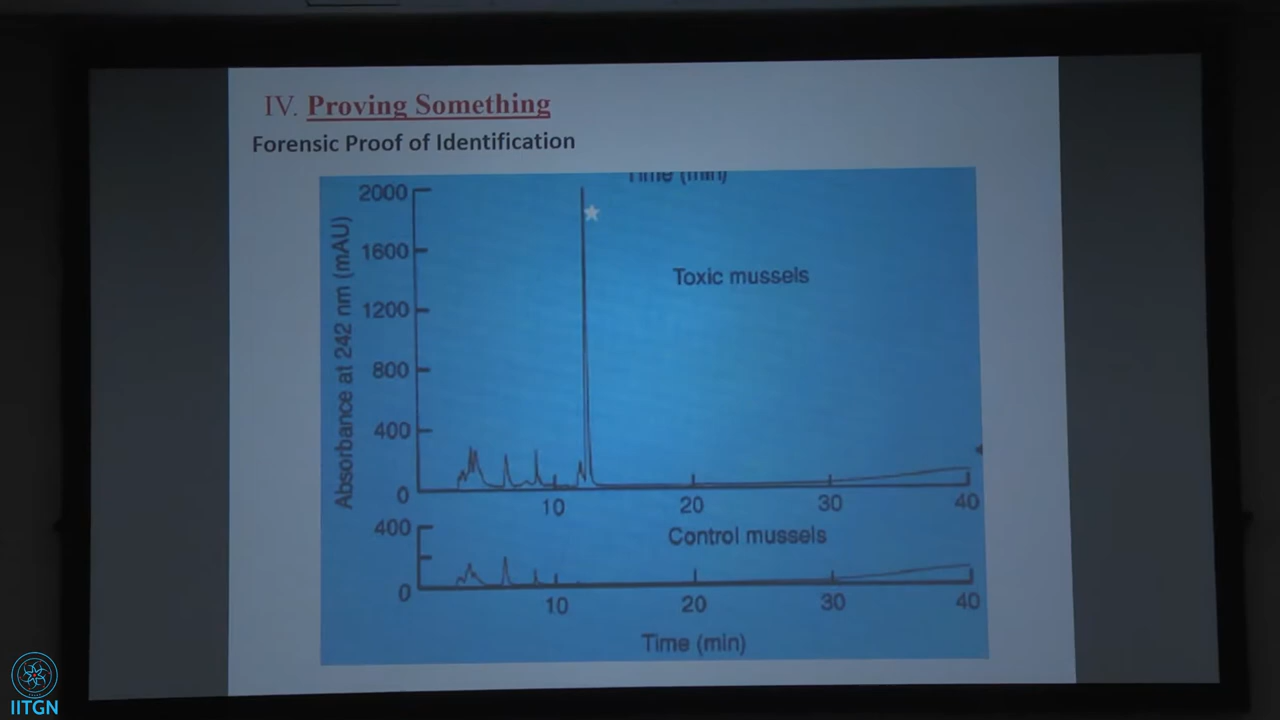 IV. Proving Something
Forensic Proof of Identification
Time (min)
2000
1600
1200
800
400
0
Absorbance at 242 nm (mAU)
Toxic mussels
10
20
30
40
400
0
Control mussels
10
20
30
40
Time (min)
IITGN